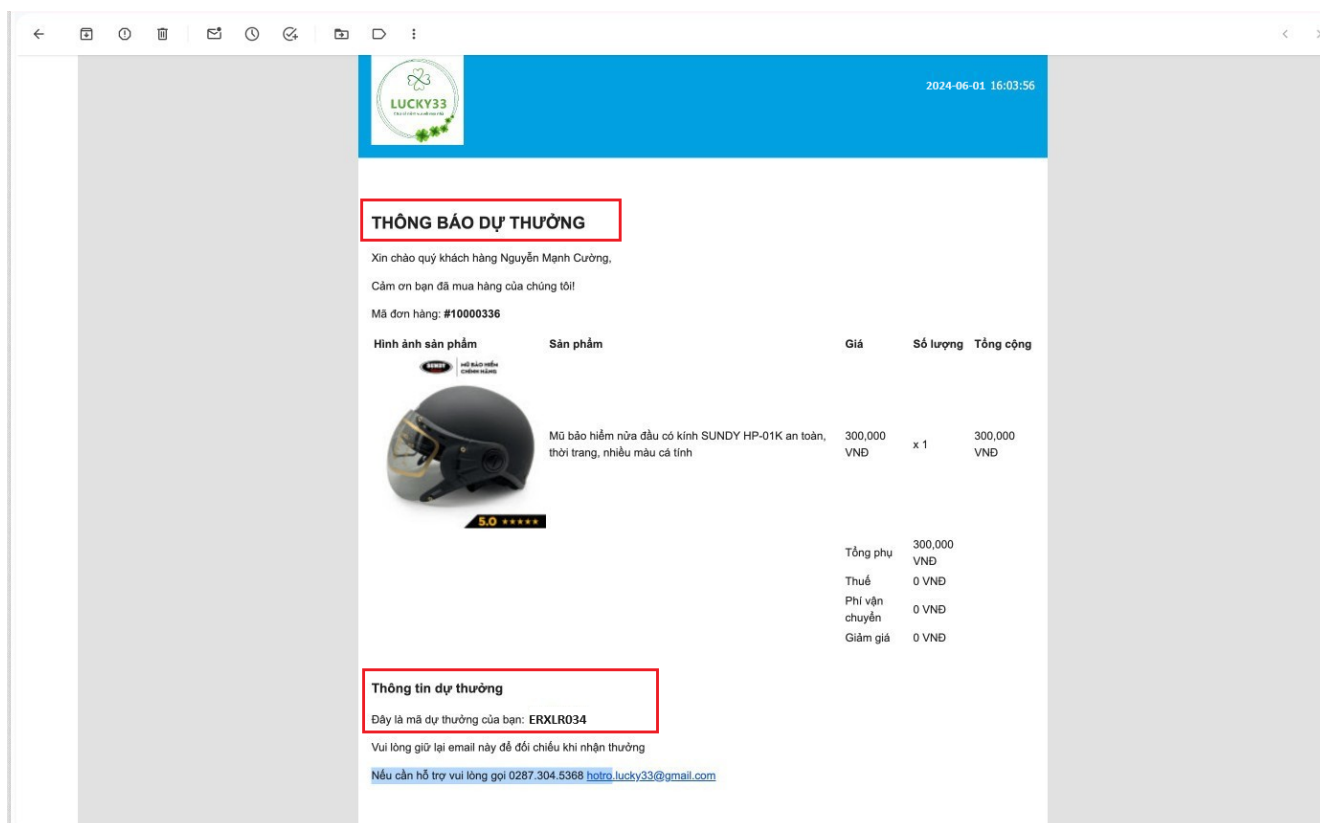 LUCKY33
2024-06-01 16:03:56
THÔNG BÁO DỰ THƯỞNG
Xin chào quý khách hàng Nguyễn Mạnh Cường,
Cảm ơn bạn đã mua hàng của chúng tôi!
Mã đơn hàng: #10000336
Hình ảnh sản phẩm Sản phẩm Giá Số lượng Tổng cộng
SUNDY MŨ BẢO HIỂM
CHÍNH HÃNG
Mũ bảo hiểm nửa đầu có kính SUNDY HP-01K an toàn, 300,000 x 1 300,000
thời trang, nhiều màu cá tính VNĐ VNĐ
5.0 ★★★★★
Tổng phụ 300,000
VNĐ
Thuế 0 VNĐ
Phí vận
chuyển 0 VNĐ
Giảm giá 0 VNĐ
Thông tin dự thưởng
Đây là mã dự thưởng của bạn: ERXLR034
Vui lòng giữ lại email này để đối chiếu khi nhận thưởng
Nếu cần hỗ trợ vui lòng gọi 0287.304.5368 hotro.lucky33@gmail.com